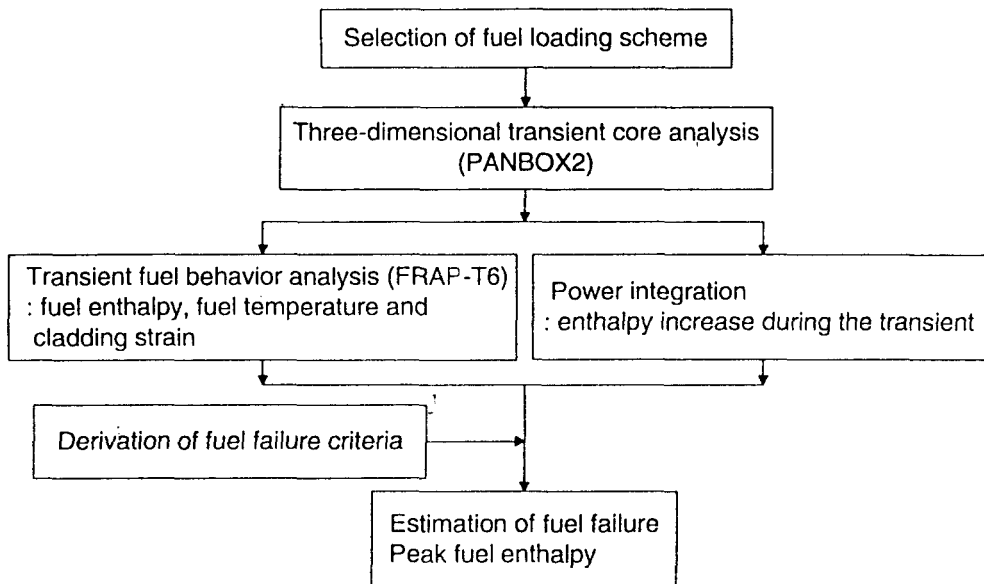 Selection of fuel loading scheme
Three-dimensional transient core analysis
(PANBOX2)
Transient fuel behavior analysis (FRAP-T6)
: fuel enthalpy, fuel temperature and
cladding strain
Power integration
: enthalpy increase during the transient
Derivation of fuel failure criteria
Estimation of fuel failure
Peak fuel enthalpy